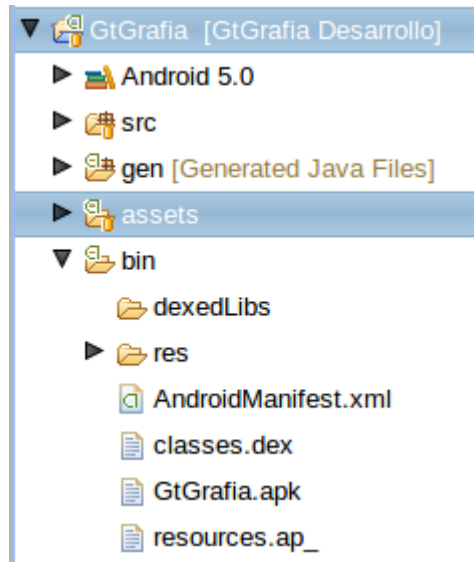 GtGrafia [GtGrafia Desarrollo]
Android 5.0
src
gen [Generated Java Files]
assets
bin
dexedLibs
res
AndroidManifest.xml
classes.dex
GtGrafia.apk
resources.ap_